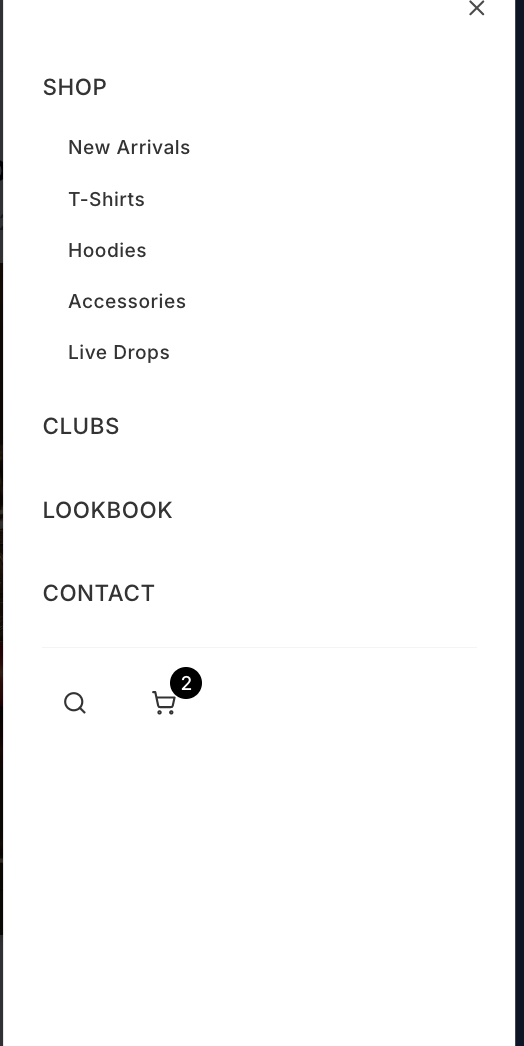 SHOP
New Arrivals
T-Shirts
Hoodies
Accessories
Live Drops
CLUBS
LOOKBOOK
CONTACT
2